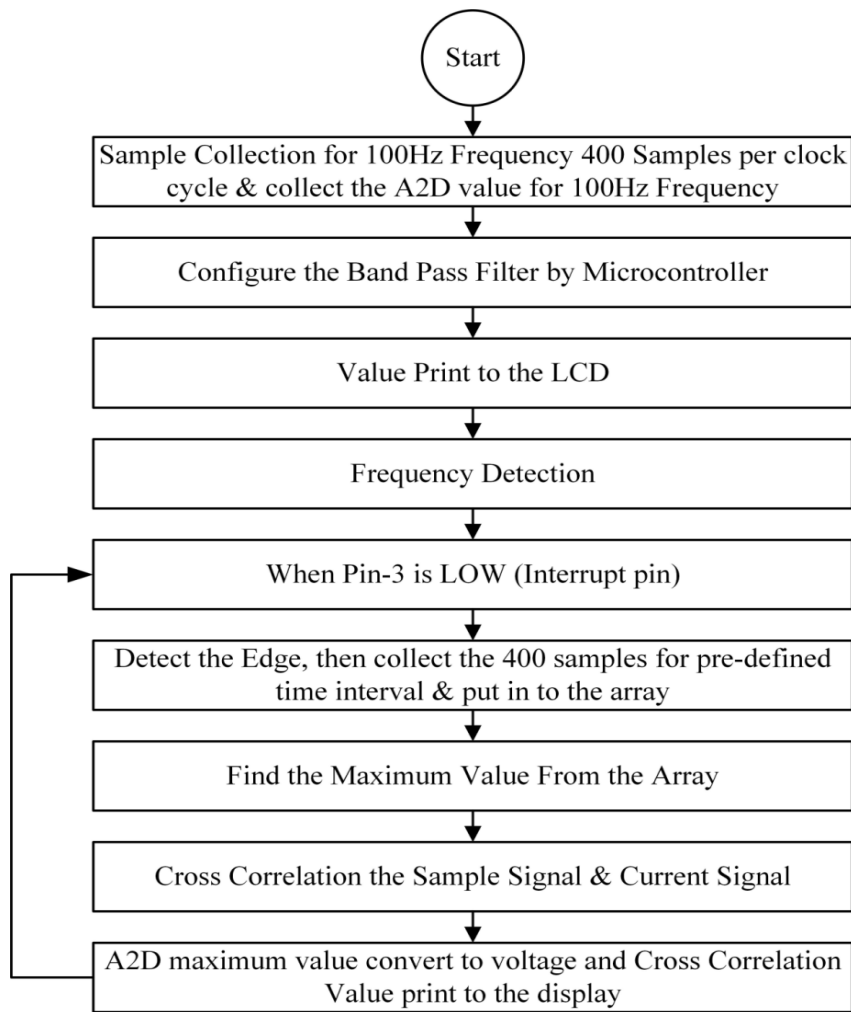 Start
Sample Collection for 100Hz Frequency 400 Samples per clock
cycle & collect the A2D value for 100Hz Frequency
Configure the Band Pass Filter by Microcontroller
Value Print to the LCD
Frequency Detection
When Pin-3 is LOW (Interrupt pin)
Detect the Edge, then collect the 400 samples for pre-defined
time interval & put in to the array
Find the Maximum Value From the Array
Cross Correlation the Sample Signal & Current Signal
A2D maximum value convert to voltage and Cross Correlation
Value print to the display